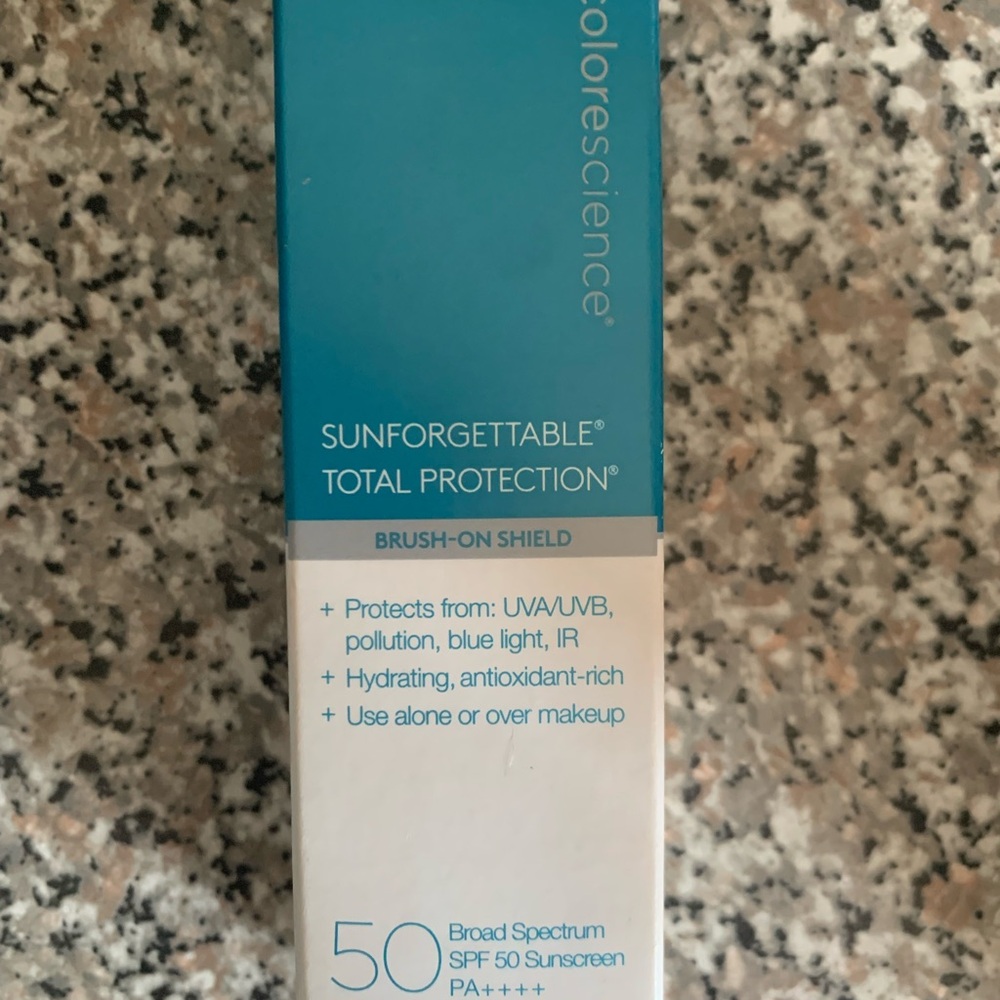 colorescience®
SUNFORGETTABLE®
TOTAL PROTECTION®
BRUSH-ON SHIELD
+ Protects from: UVA/UVB,
pollution, blue light, IR
+ Hydrating, antioxidant-rich
+ Use alone or over makeup
50
Broad Spectrum
SPF 50 Sunscreen
PA++++